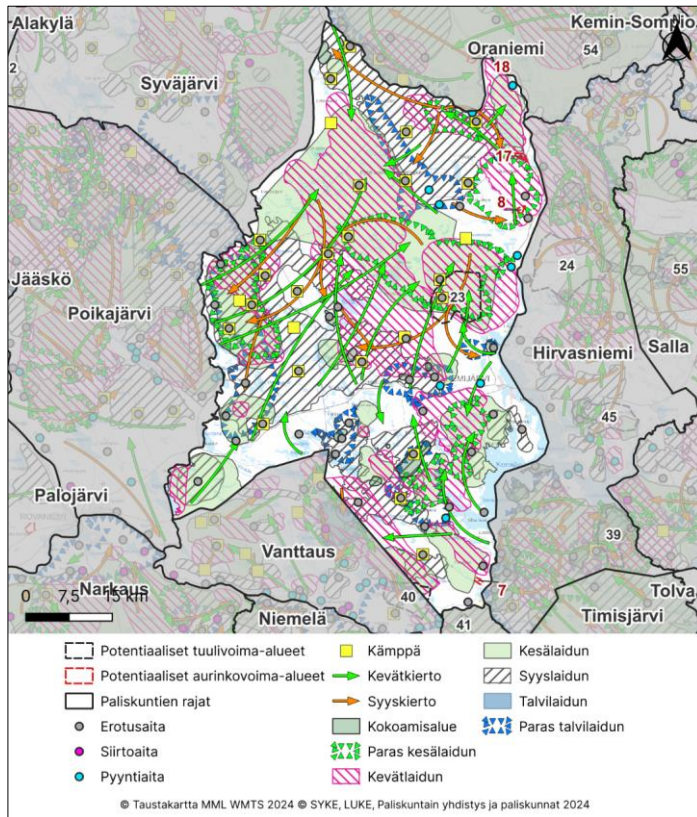 Alakylä
Kemin-Sompio
Oraniemi
54
18
2
Syväjärvi
17
8
24
55
Jääskö
Poikajärvi
23
Salla
Hirvasniemi
45
Palojärvi
Vanttaus
39
Narkaus
Tolva
0 7,5 15 km
40
7
Niemelä
41
Timisjärvi
Potentiaaliset tuulivoima-alueet
Potentiaaliset aurinkovoima-alueet
Paliskuntien rajat
Erotusaita
Siirtoaita
Pyyntiaita
Kämppä
Kevätkierto
Syyskierto
Kokoamisalue
Paras kesälaidun
Kevätlaidun
Kesälaidun
Syyslaidun
Talvilaidun
Paras talvilaidun
© Taustakartta MML WMTS 2024 © SYKE, LUKE, Paliskuntain yhdistys ja paliskunnat 2024